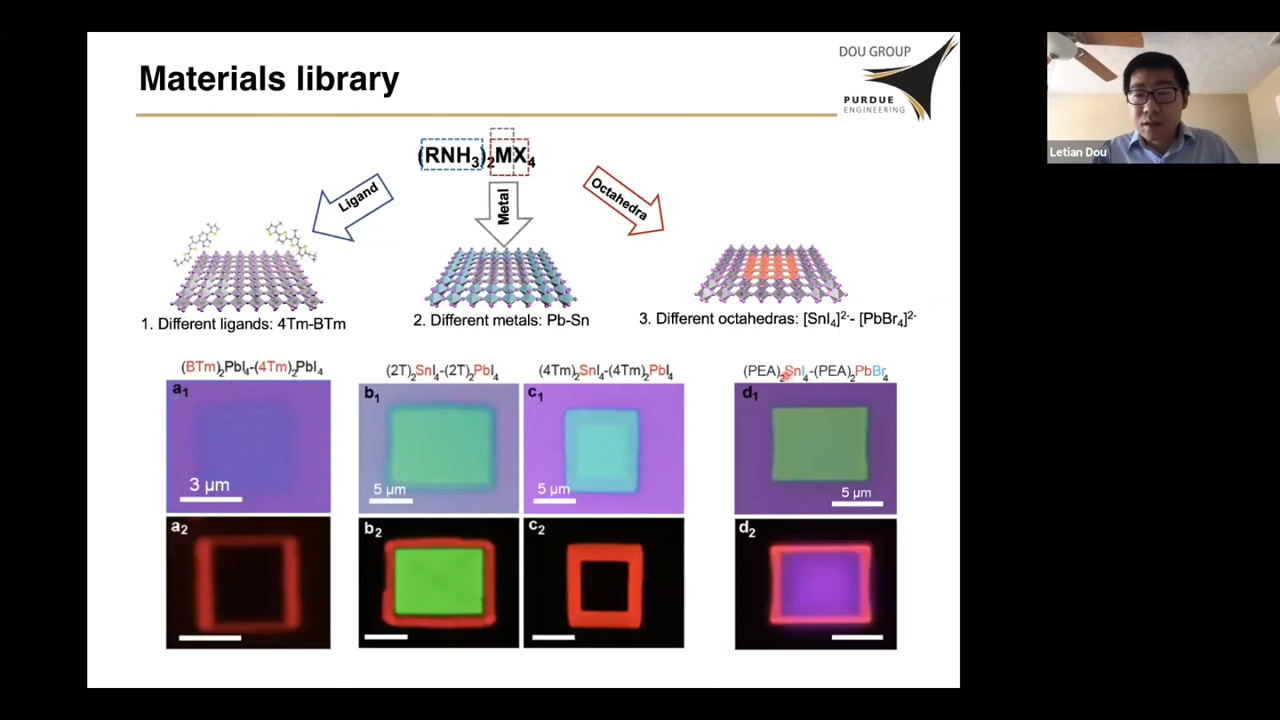 Materials library
DOU GROUP
PURDUE
ENGINEERING
(RNH₃)₂MX₄
Ligand
Metal
Octahedra
1. Different ligands: 4Tm-BTm
2. Different metals: Pb-Sn
3. Different octahedras: [SnI₄]²⁻- [PbBr₄]²⁻
(BTm)₂PbI₄-(4Tm)₂PbI₄
(2T)₂SnI₄-(2T)₂PbI₄
(4Tm)₂SnI₄-(4Tm)₂PbI₄
(PEA)₂SnI₄-(PEA)₂PbBr₄
a₁
3 μm
b₁
5 μm
c₁
5 μm
d₁
5 μm
a₂
b₂
c₂
d₂
Letian Dou